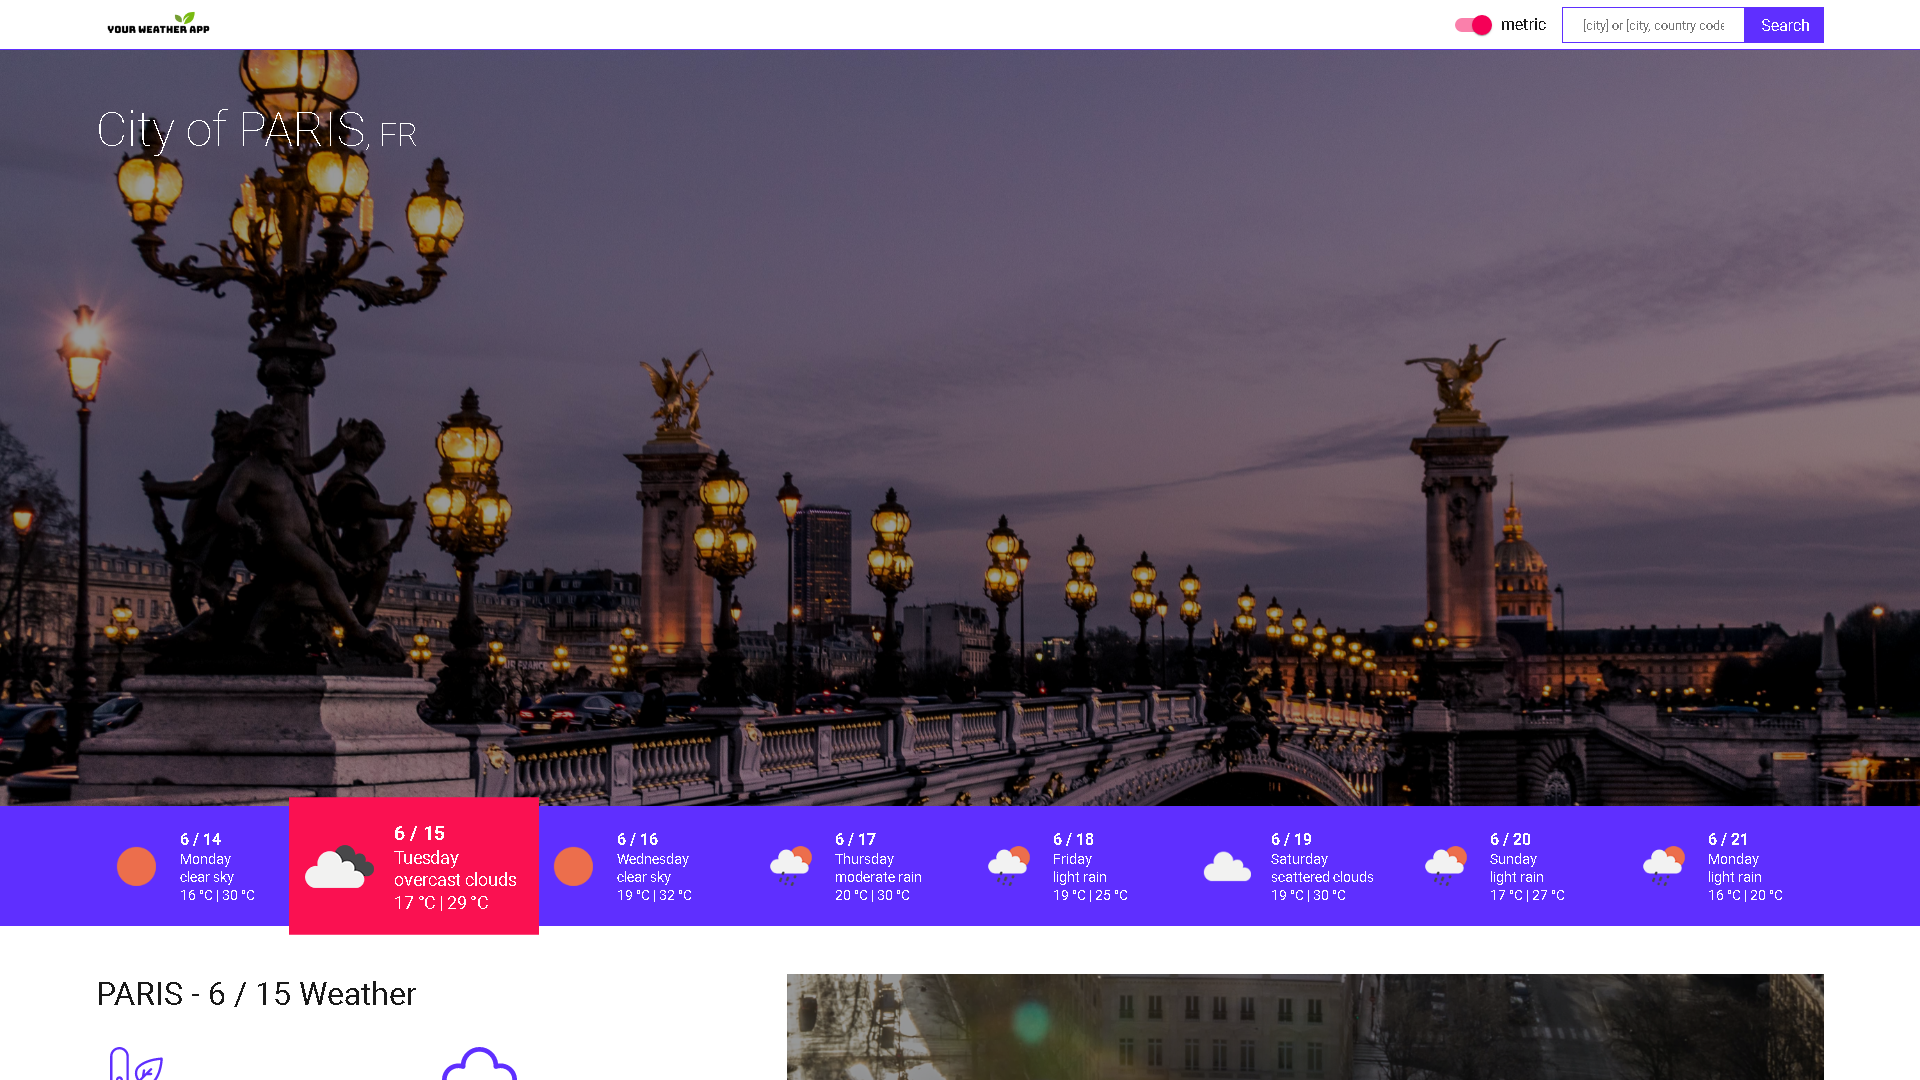 YOUR WEATHER APP
metric
[city] or [city, country code
Search
City of PARIS, FR
AIR FRANCE
6 / 14
Monday
clear sky
16 °C | 30 °C
6 / 15
Tuesday
overcast clouds
17 °C | 29 °C
6 / 16
Wednesday
clear sky
19 °C | 32 °C
6 / 17
Thursday
moderate rain
20 °C | 30 °C
6 / 18
Friday
light rain
19 °C | 25 °C
6 / 19
Saturday
scattered clouds
19 °C | 30 °C
6 / 20
Sunday
light rain
17 °C | 27 °C
6 / 21
Monday
light rain
16 °C | 20 °C
PARIS - 6 / 15 Weather